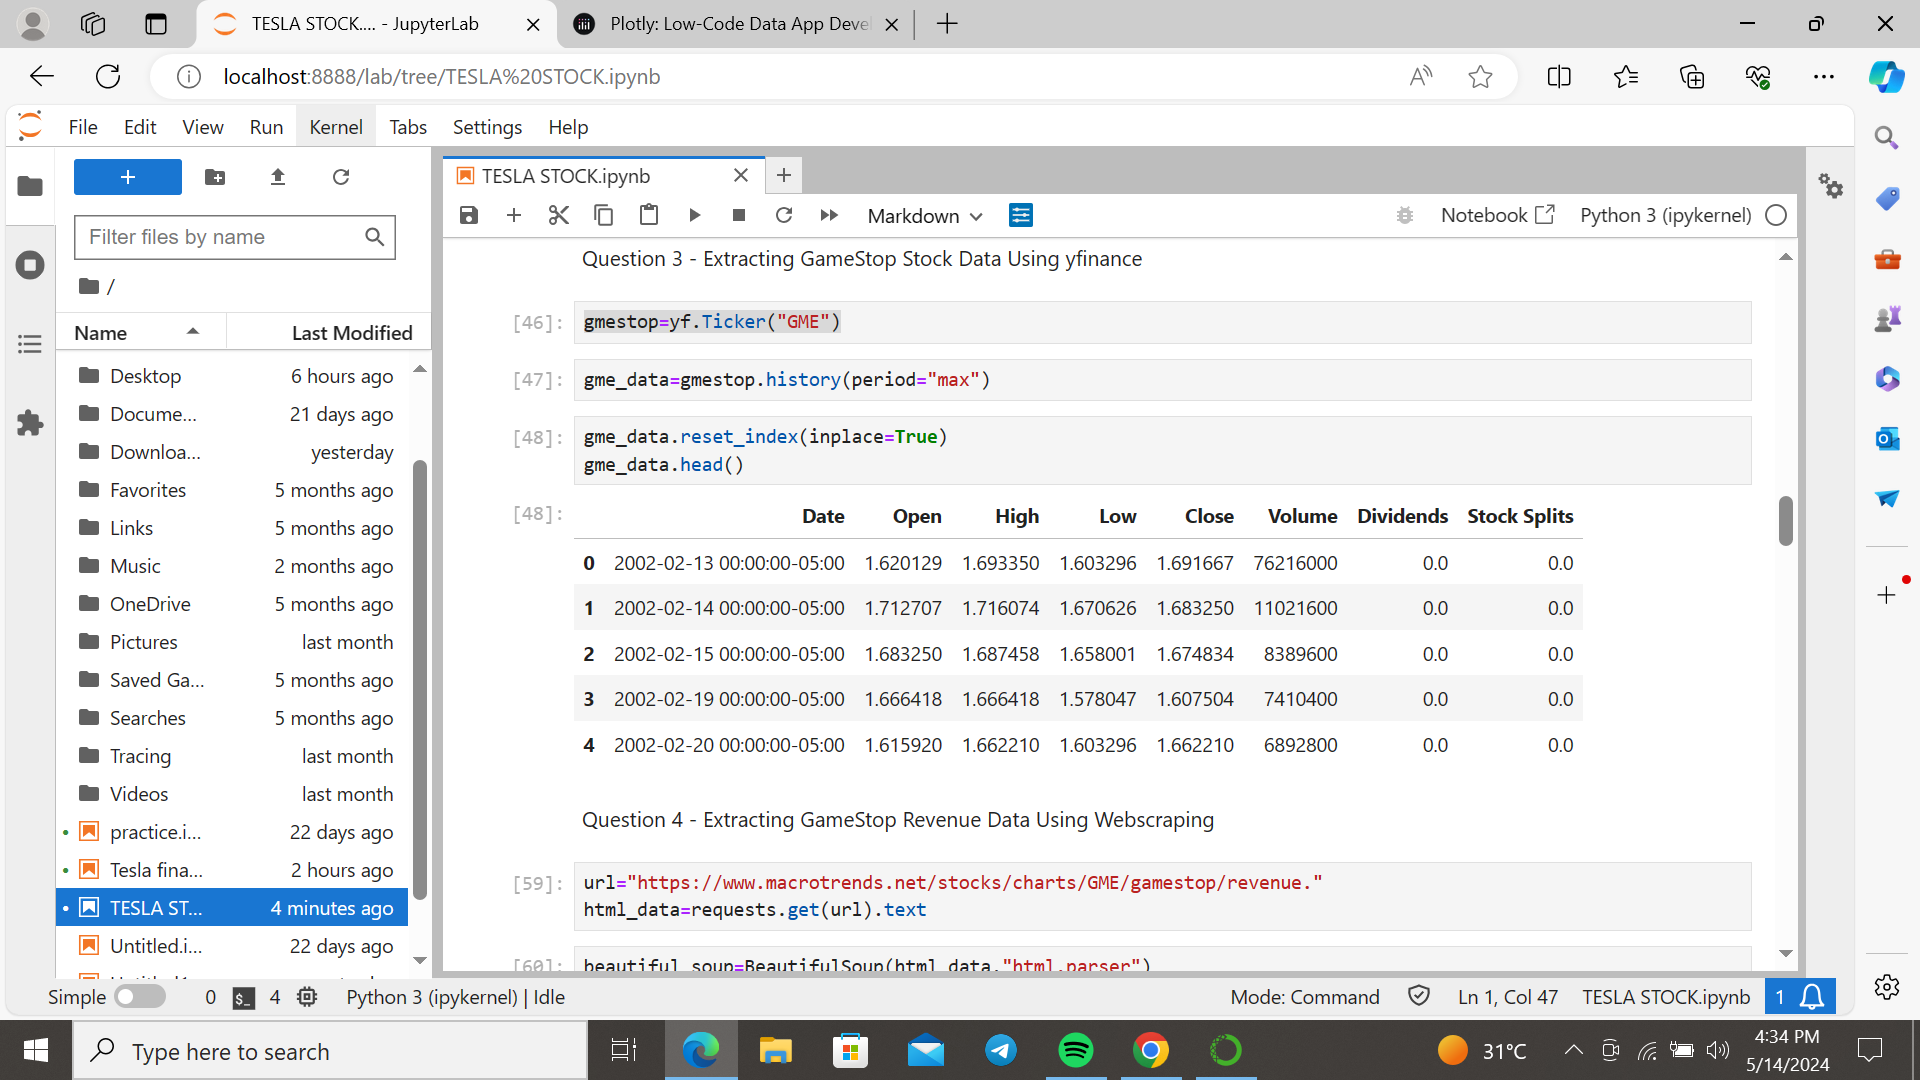 TESLA STOCK.... - JupyterLab
Plotly: Low-Code Data App Deve
localhost:8888/lab/tree/TESLA%20STOCK.ipynb
File Edit View Run Kernel Tabs Settings Help
Filter files by name
/
Name Last Modified
Desktop 6 hours ago
Docume... 21 days ago
Downloa... yesterday
Favorites 5 months ago
Links 5 months ago
Music 2 months ago
OneDrive 5 months ago
Pictures last month
Saved Ga... 5 months ago
Searches 5 months ago
Tracing last month
Videos last month
practice.i... 22 days ago
Tesla fina... 2 hours ago
TESLA ST... 4 minutes ago
Untitled.i... 22 days ago
TESLA STOCK.ipynb
Markdown
Notebook Python 3 (ipykernel)
Question 3 - Extracting GameStop Stock Data Using yfinance
[46]: gmestop=yf.Ticker("GME")
[47]: gme_data=gmestop.history(period="max")
[48]: gme_data.reset_index(inplace=True)
gme_data.head()
[48]: Date Open High Low Close Volume Dividends Stock Splits
0 2002-02-13 00:00:00-05:00 1.620129 1.693350 1.603296 1.691667 76216000 0.0 0.0
1 2002-02-14 00:00:00-05:00 1.712707 1.716074 1.670626 1.683250 11021600 0.0 0.0
2 2002-02-15 00:00:00-05:00 1.683250 1.687458 1.658001 1.674834 8389600 0.0 0.0
3 2002-02-19 00:00:00-05:00 1.666418 1.666418 1.578047 1.607504 7410400 0.0 0.0
4 2002-02-20 00:00:00-05:00 1.615920 1.662210 1.603296 1.662210 6892800 0.0 0.0
Question 4 - Extracting GameStop Revenue Data Using Webscraping
[59]: url="https://www.macrotrends.net/stocks/charts/GME/gamestop/revenue."
html_data=requests.get(url).text
[60]: beautiful_soup=BeautifulSoup(html_data,"html.parser")
Simple 0 $_ 4 Python 3 (ipykernel) | Idle
Mode: Command Ln 1, Col 47 TESLA STOCK.ipynb 1
Type here to search
31°C
4:34 PM
5/14/2024